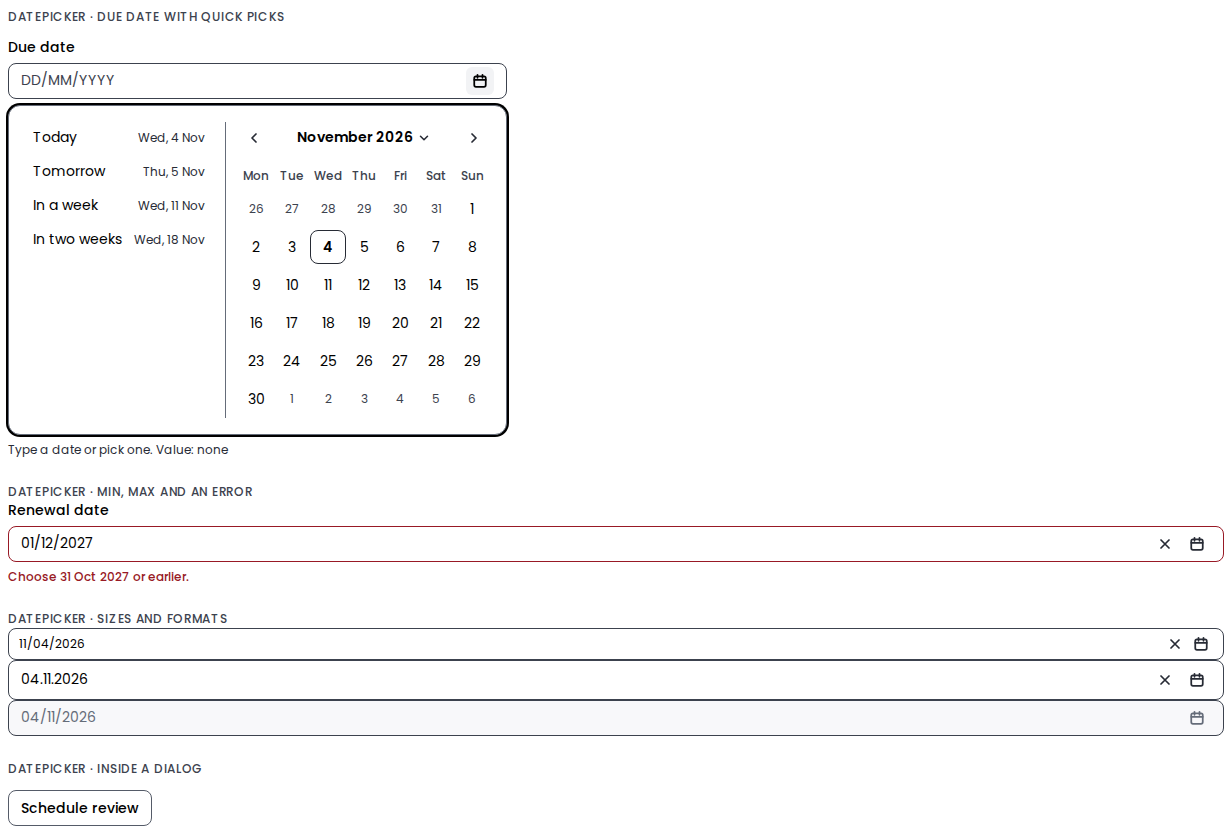 DATEPICKER · DUE DATE WITH QUICK PICKS
Due date
DD/MM/YYYY
Today Wed, 4 Nov
Tomorrow Thu, 5 Nov
In a week Wed, 11 Nov
In two weeks Wed, 18 Nov
November 2026
Mon Tue Wed Thu Fri Sat Sun
26 27 28 29 30 31 1
2 3 4 5 6 7 8
9 10 11 12 13 14 15
16 17 18 19 20 21 22
23 24 25 26 27 28 29
30 1 2 3 4 5 6
Type a date or pick one. Value: none
DATEPICKER · MIN, MAX AND AN ERROR
Renewal date
01/12/2027
Choose 31 Oct 2027 or earlier.
DATEPICKER · SIZES AND FORMATS
11/04/2026
04.11.2026
04/11/2026
DATEPICKER · INSIDE A DIALOG
Schedule review